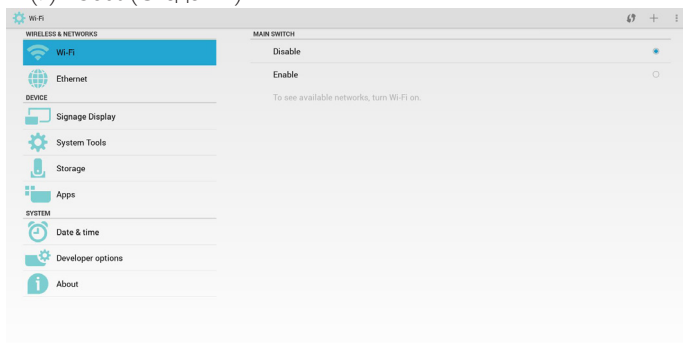 Wi-Fi
WIRELESS & NETWORKS
Wi-Fi
Ethernet
DEVICE
Signage Display
System Tools
Storage
Apps
SYSTEM
Date & time
Developer options
About
MAIN SWITCH
Disable
Enable
To see available networks, turn Wi-Fi on.